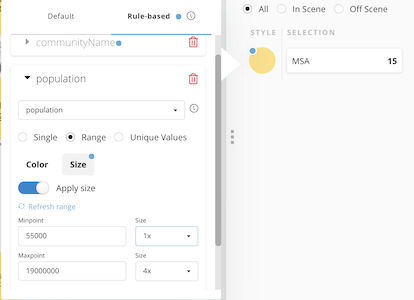 Default
Rule-based
communityName
population
population
Single
Range
Unique Values
Color
Size
Apply size
Refresh range
Minpoint
Size
55000
1x
Maxpoint
Size
19000000
4x
All
In Scene
Off Scene
STYLE
SELECTION
MSA
15